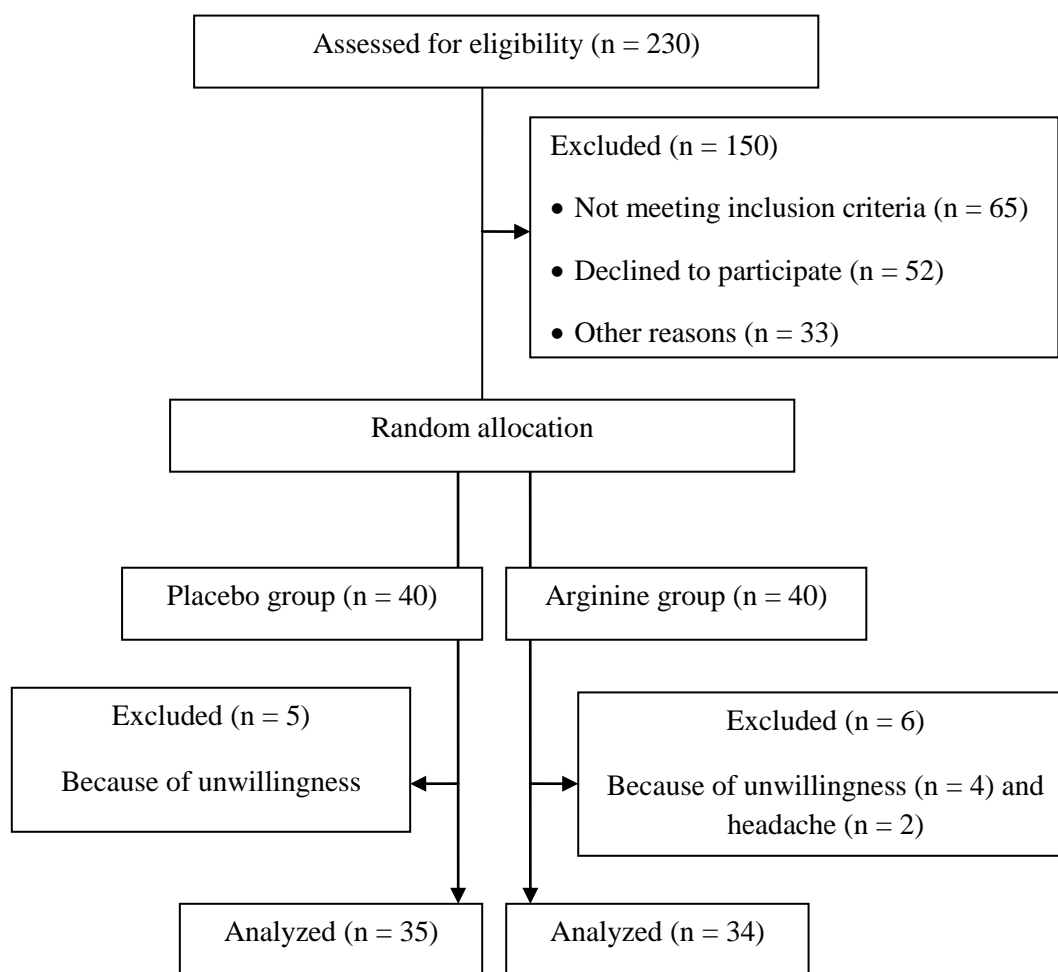 Assessed for eligibility (n = 230)
Excluded (n = 150)
• Not meeting inclusion criteria (n = 65)
• Declined to participate (n = 52)
• Other reasons (n = 33)
Random allocation
Placebo group (n = 40)
Arginine group (n = 40)
Excluded (n = 5)
Because of unwillingness
Excluded (n = 6)
Because of unwillingness (n = 4) and
headache (n = 2)
Analyzed (n = 35)
Analyzed (n = 34)